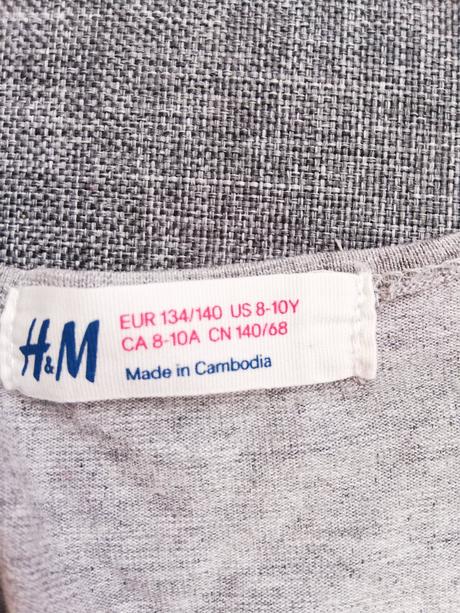 H&M
EUR 134/140 US 8-10Y
CA 8-10A CN 140/68
Made in Cambodia